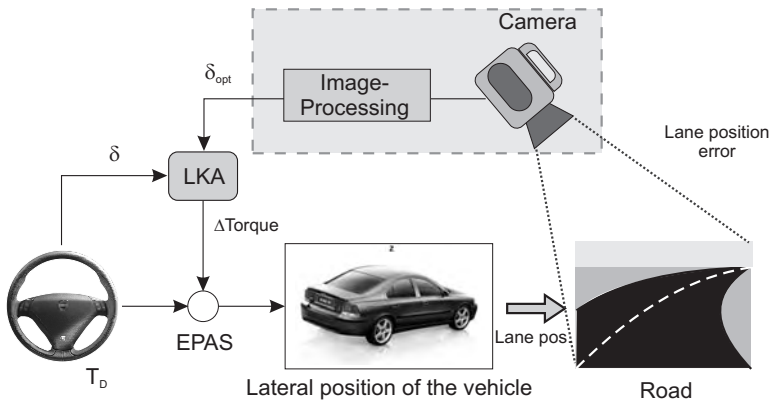 Camera
δopt
Image-
Processing
Lane position
error
δ
LKA
ΔTorque
z
EPAS
Lane pos
TD
Lateral position of the vehicle
Road